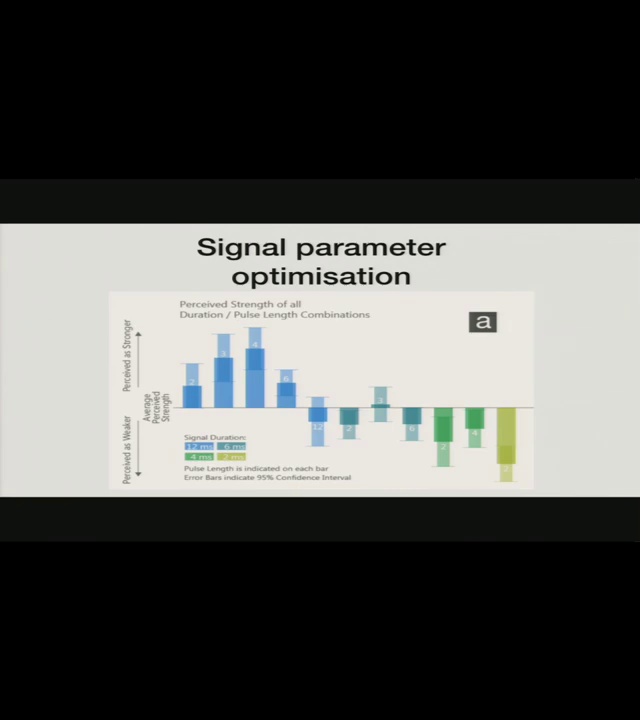 Signal parameter
optimisation
Perceived Strength of all
Duration / Pulse Length Combinations
a
Perceived as Stronger
Average
Perceived
Strength
Perceived as Weaker
2
3
4
6
12
2
3
6
2
4
2
Signal Duration:
12 ms 6 ms
4 ms 2 ms
Pulse Length is indicated on each bar
Error Bars indicate 95% Confidence Interval